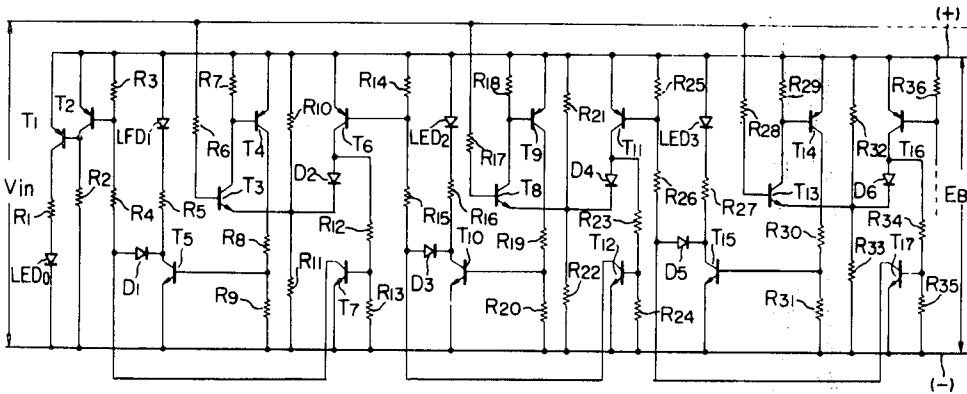 (+)
R3
R7
R14
R18
R25
R29
R36
T2
T1
LFD1
R10
LED2
R21
LED3
R28
R32
T4
T6
T9
T11
T14
T16
R6
R17
Vin
T3
D2
T8
D4
T13
D6
EB
R1
R2
R4
R5
R12
R15
R16
R23
R26
R27
R34
T5
R8
T10
R19
T12
T15
R30
R33
T17
LED0
D1
R9
R11
T7
R13
D3
R20
R22
R24
D5
R31
R35
(-)